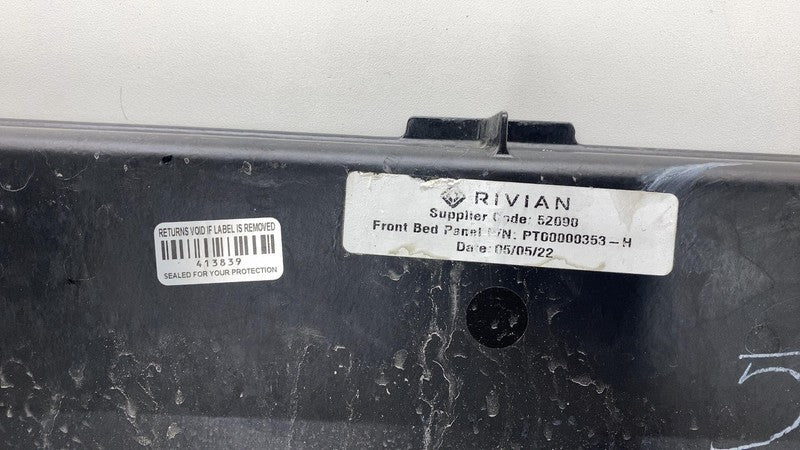 RETURNS VOID IF LABEL IS REMOVED
413839
SEALED FOR YOUR PROTECTION
RIVIAN
Supplier Code: 52090
Front Bed Panel P/N: PT00000353-H
Date: 05/05/22